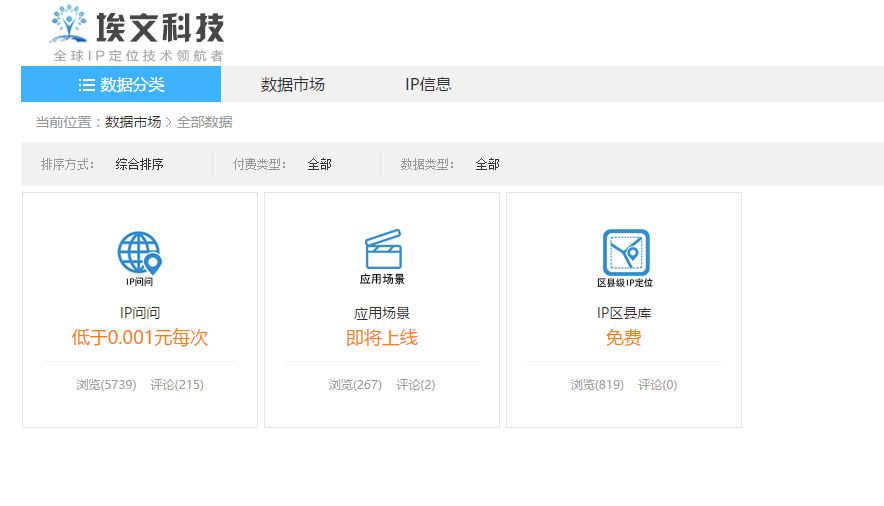 埃文科技
全球IP定位技术领航者
数据分类 数据市场 IP信息
当前位置：数据市场 > 全部数据
排序方式： 综合排序 付费类型： 全部 数据类型： 全部
IP问问
IP问问
低于0.001元每次
浏览(5739) 评论(215)
应用场景
应用场景
即将上线
浏览(267) 评论(2)
区县级IP定位
IP区县库
免费
浏览(819) 评论(0)